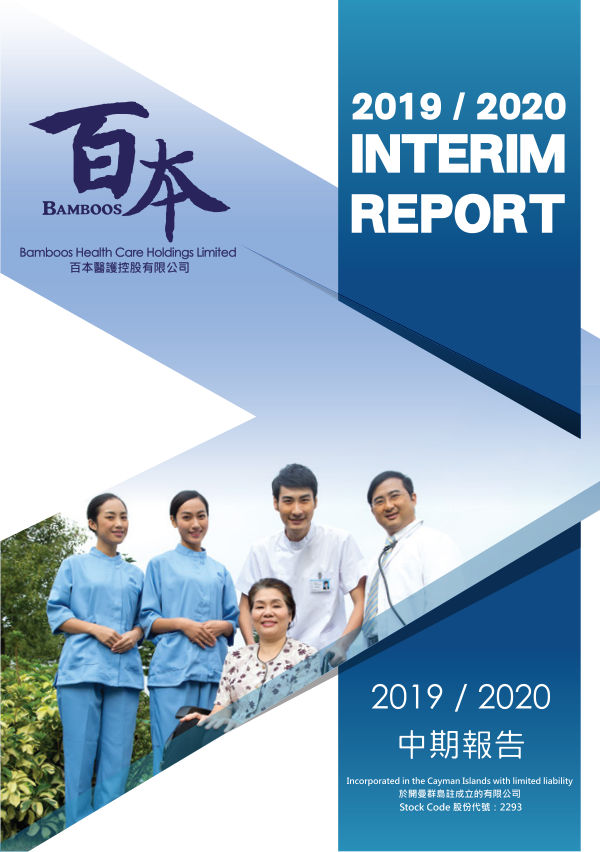 2019 / 2020
INTERIM
REPORT
百本
BAMBOOS
Bamboos Health Care Holdings Limited
百本醫護控股有限公司
2019 / 2020
中期報告
Incorporated in the Cayman Islands with limited liability
於開曼群島註成立的有限公司
Stock Code 股份代號：2293